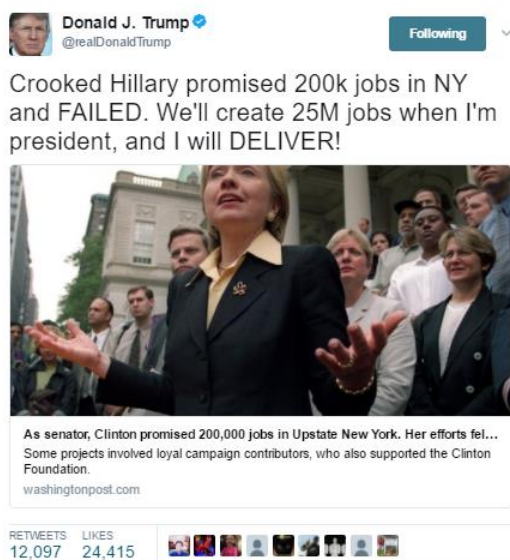 Donald J. Trump
@realDonaldTrump
Following
Crooked Hillary promised 200k jobs in NY
and FAILED. We'll create 25M jobs when I'm
president, and I will DELIVER!
As senator, Clinton promised 200,000 jobs in Upstate New York. Her efforts fel...
Some projects involved loyal campaign contributors, who also supported the Clinton
Foundation.
washingtonpost.com
RETWEETS LIKES
12,097 24,415